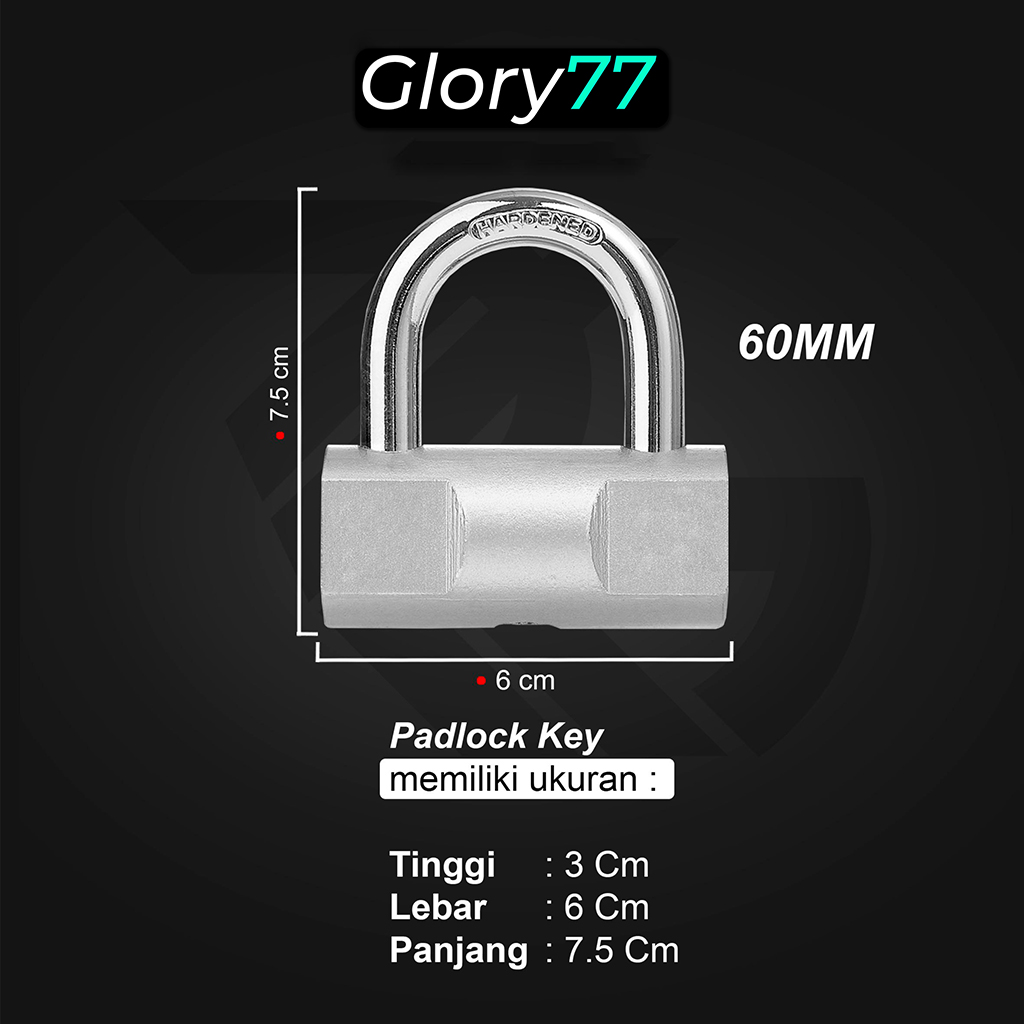 Glory77
HARDENED
60MM
• 7.5 cm
• 6 cm
Padlock Key
memiliki ukuran :
Tinggi : 3 Cm
Lebar : 6 Cm
Panjang : 7.5 Cm